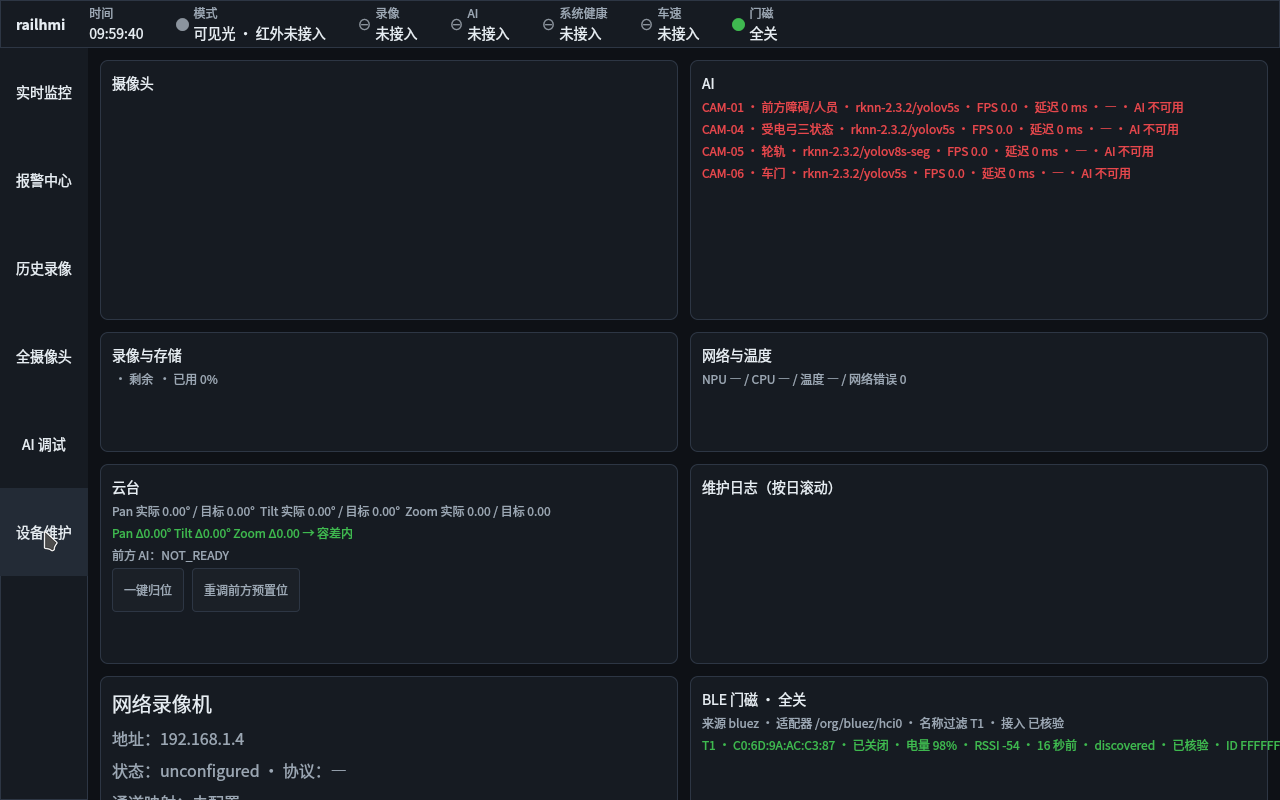 railhmi
时间
09:59:40
模式
可见光 · 红外未接入
录像
未接入
AI
未接入
系统健康
未接入
车速
未接入
门磁
全关
实时监控
报警中心
历史录像
全摄像头
AI 调试
设备维护
摄像头
AI
CAM-01 · 前方障碍/人员 · rknn-2.3.2/yolov5s · FPS 0.0 · 延迟 0 ms · — · AI 不可用
CAM-04 · 受电弓三状态 · rknn-2.3.2/yolov5s · FPS 0.0 · 延迟 0 ms · — · AI 不可用
CAM-05 · 轮轨 · rknn-2.3.2/yolov8s-seg · FPS 0.0 · 延迟 0 ms · — · AI 不可用
CAM-06 · 车门 · rknn-2.3.2/yolov5s · FPS 0.0 · 延迟 0 ms · — · AI 不可用
录像与存储
· 剩余 · 已用 0%
网络与温度
NPU — / CPU — / 温度 — / 网络错误 0
云台
Pan 实际 0.00° / 目标 0.00° Tilt 实际 0.00° / 目标 0.00° Zoom 实际 0.00 / 目标 0.00
Pan Δ0.00° Tilt Δ0.00° Zoom Δ0.00 → 容差内
前方 AI：NOT_READY
一键归位
重调前方预置位
维护日志（按日滚动）
网络录像机
地址：192.168.1.4
状态：unconfigured · 协议：—
BLE 门磁 · 全关
来源 bluez · 适配器 /org/bluez/hci0 · 名称过滤 T1 · 接入 已核验
T1 · C0:6D:9A:AC:C3:87 · 已关闭 · 电量 98% · RSSI -54 · 16 秒前 · discovered · 已核验 · ID FFFFFF